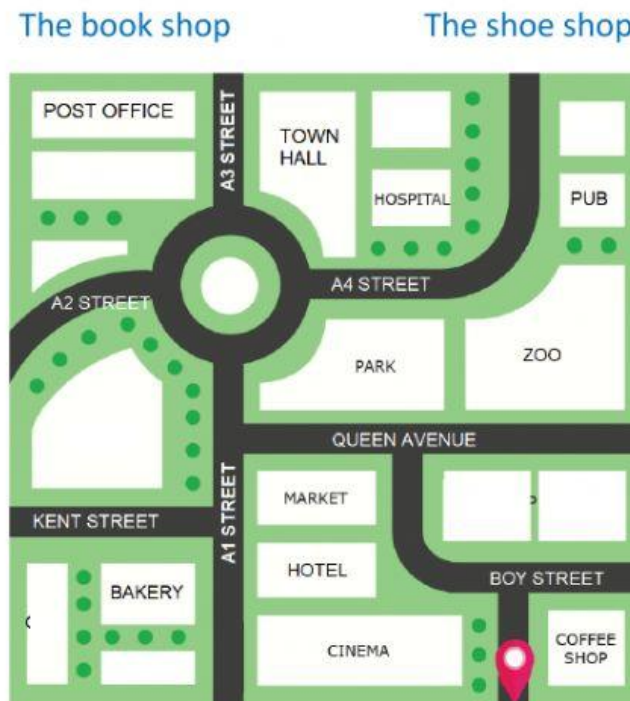 The book shop
The shoe shop
POST OFFICE
A3 STREET
TOWN
HALL
HOSPITAL
PUB
A2 STREET
A4 STREET
PARK
ZOO
QUEEN AVENUE
MARKET
KENT STREET
A1 STREET
HOTEL
BOY STREET
BAKERY
CINEMA
COFFEE
SHOP